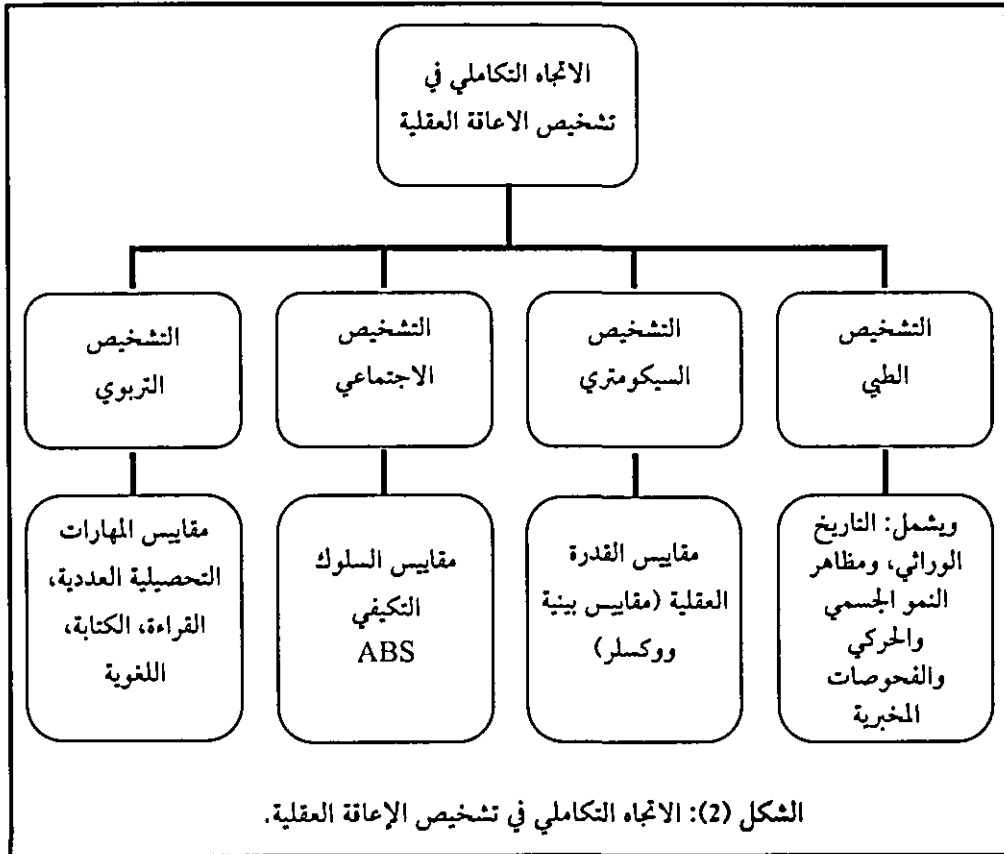 الاتجاه التكاملي في
تشخيص الاعاقة العقلية
التشخيص
الطبي
التشخيص
السيكومتري
التشخيص
الاجتماعي
التشخيص
التربوي
ويشمل: التاريخ
الوراثي، ومظاهر
النمو الجسمي
والحركي
والفحوصات
المخبرية
مقاييس القدرة
العقلية (مقاييس بينية
ووكسلر)
مقاييس السلوك
التكيفي
ABS
مقاييس المهارات
التحصيلية العددية،
القراءة، الكتابة،
اللغوية
الشكل (2): الاتجاه التكاملي في تشخيص الإعاقة العقلية.